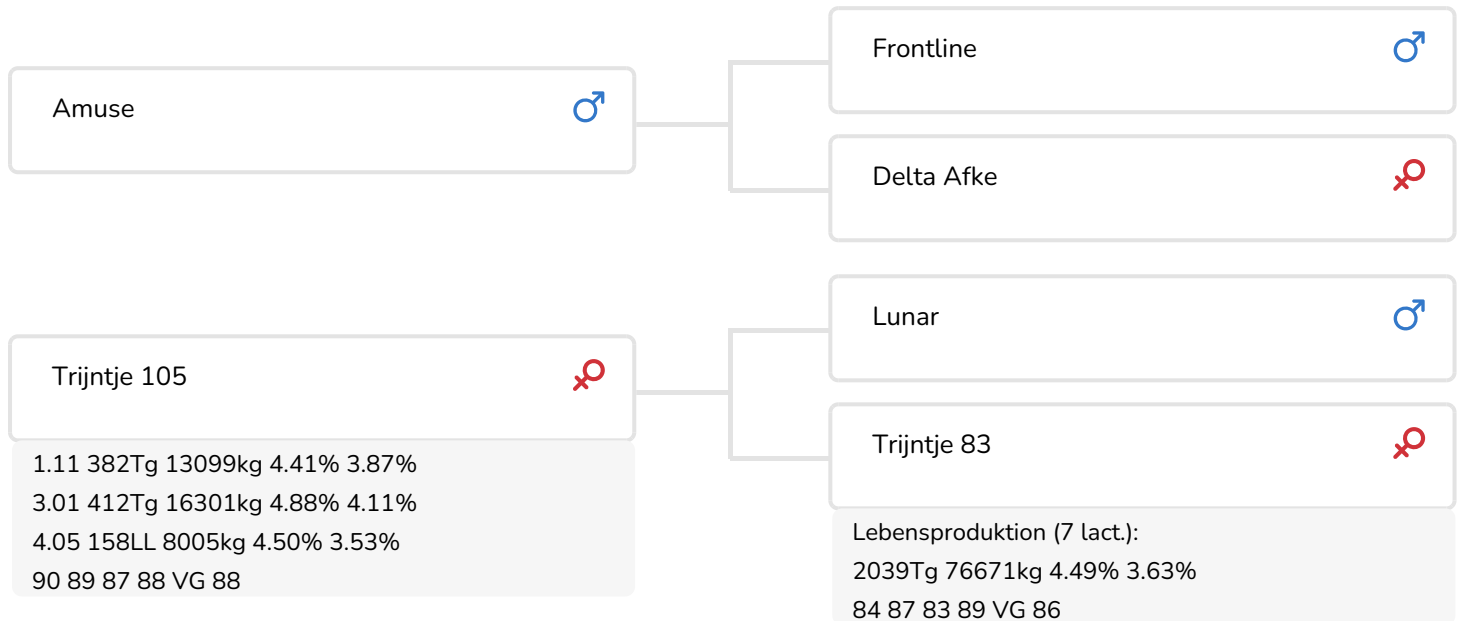 Amuse
Frontline
Delta Afke
Trijntje 105
1.11 382Tg 13099kg 4.41% 3.87%
3.01 412Tg 16301kg 4.88% 4.11%
4.05 158LL 8005kg 4.50% 3.53%
90 89 87 88 VG 88
Lunar
Trijntje 83
Lebensproduktion (7 lact.):
2039Tg 76671kg 4.49% 3.63%
84 87 83 89 VG 86